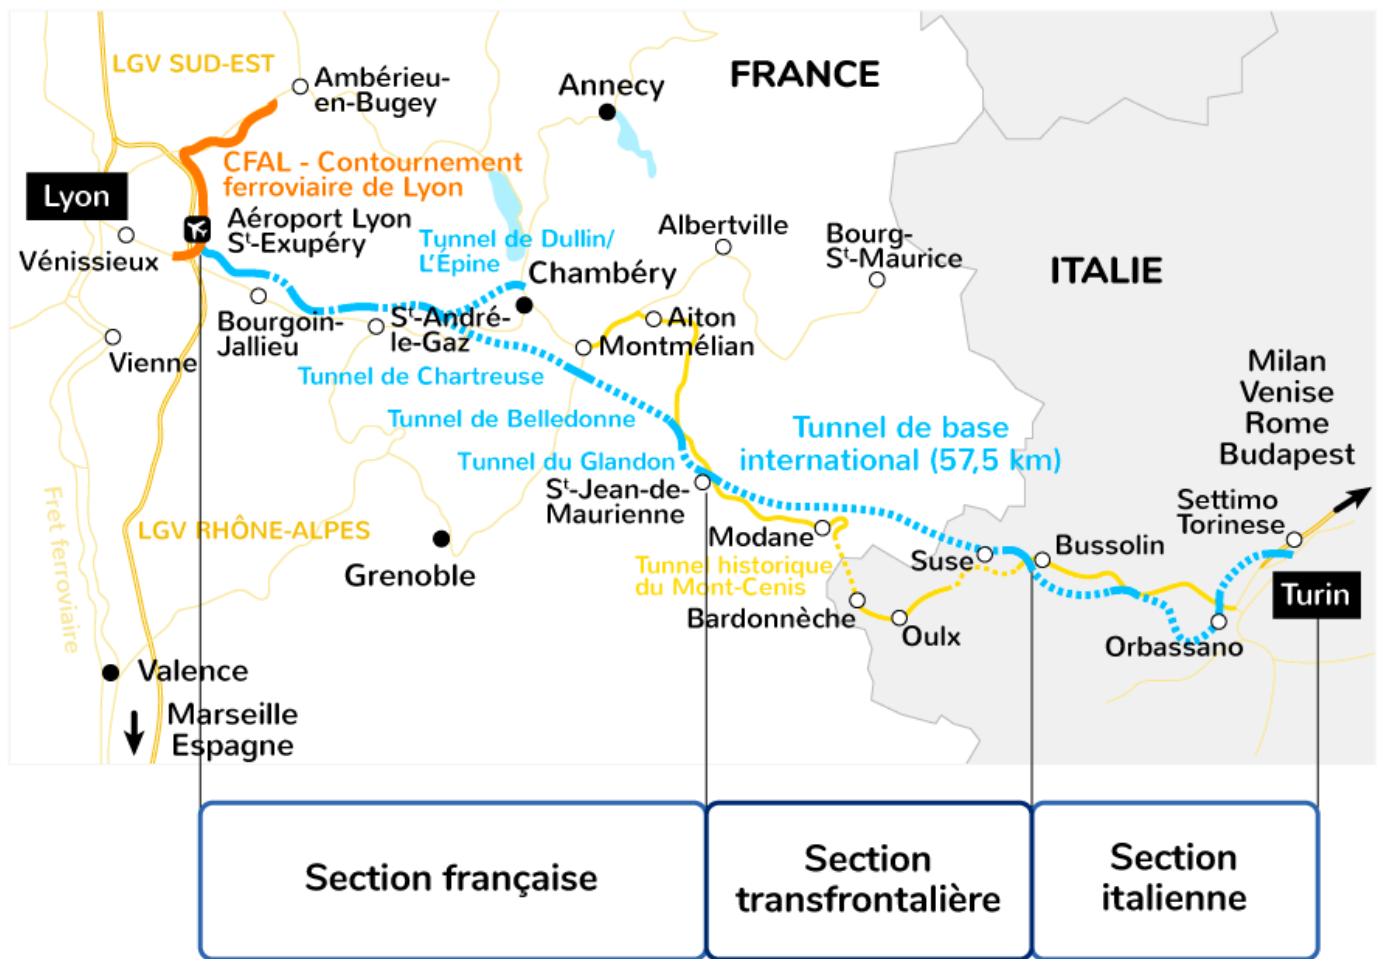 LGV SUD-EST
Ambérieu-
en-Bugey
Annecy
FRANCE
CFAL - Contournement
ferroviaire de Lyon
Lyon
Aéroport Lyon
Sᵗ-Exupéry
Vénissieux
Tunnel de Dullin/
L'Épine
Chambéry
Albertville
Bourg-
Sᵗ-Maurice
ITALIE
Bourgoin-
Jallieu
Sᵗ-André-
le-Gaz
Aiton
Montmélian
Vienne
Tunnel de Chartreuse
Tunnel de Belledonne
Tunnel du Glandon
Tunnel de base
international (57,5 km)
Milan
Venise
Rome
Budapest
Sᵗ-Jean-de-
Maurienne
Settimo
Torinese
Fret ferroviaire
LGV RHÔNE-ALPES
Grenoble
Modane
Tunnel historique
du Mont-Cenis
Suse
Bussolin
Bardonnèche
Oulx
Orbassano
Turin
Valence
Marseille
Espagne
Section française
Section
transfrontalière
Section
italienne